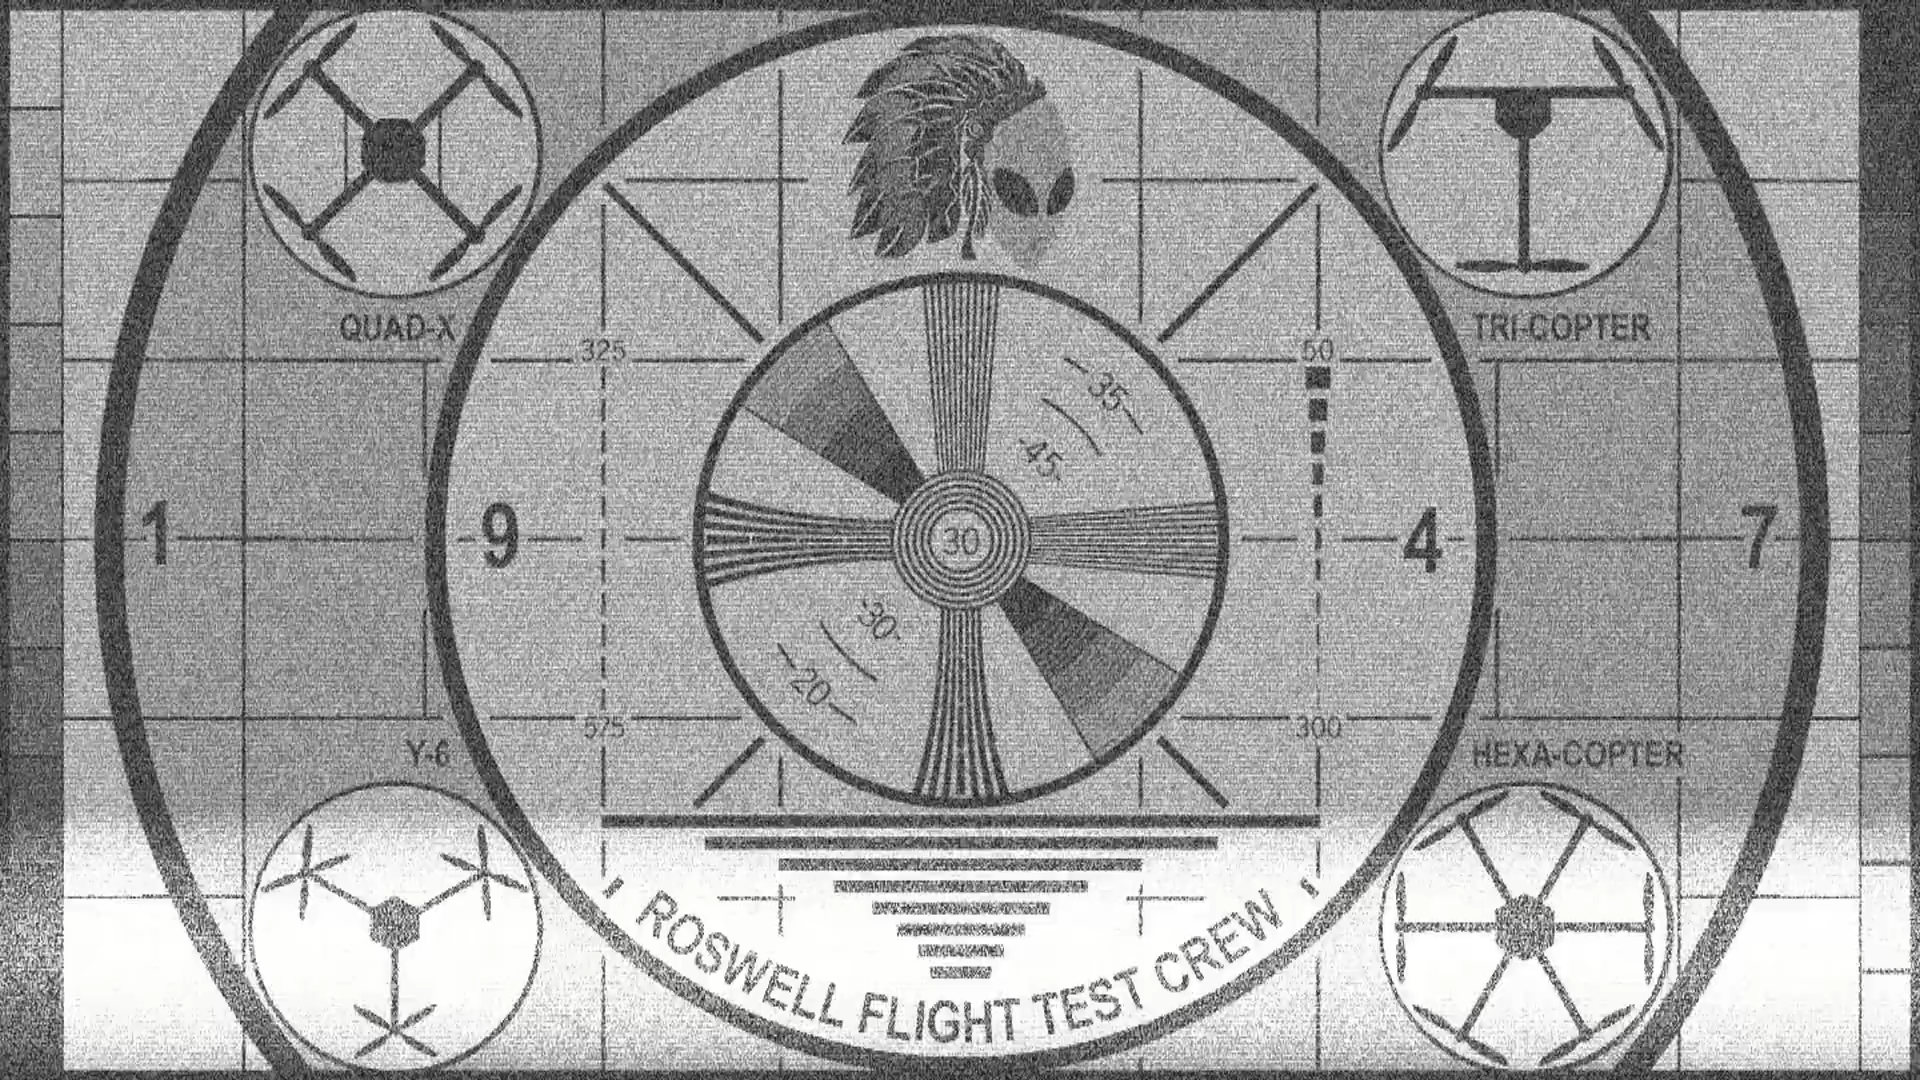 QUAD-X
TRI-COPTER
325
50
-35-
-45-
1
9
30
4
7
-30-
-20-
575
300
Y-6
HEXA-COPTER
ROSWELL FLIGHT TEST CREW